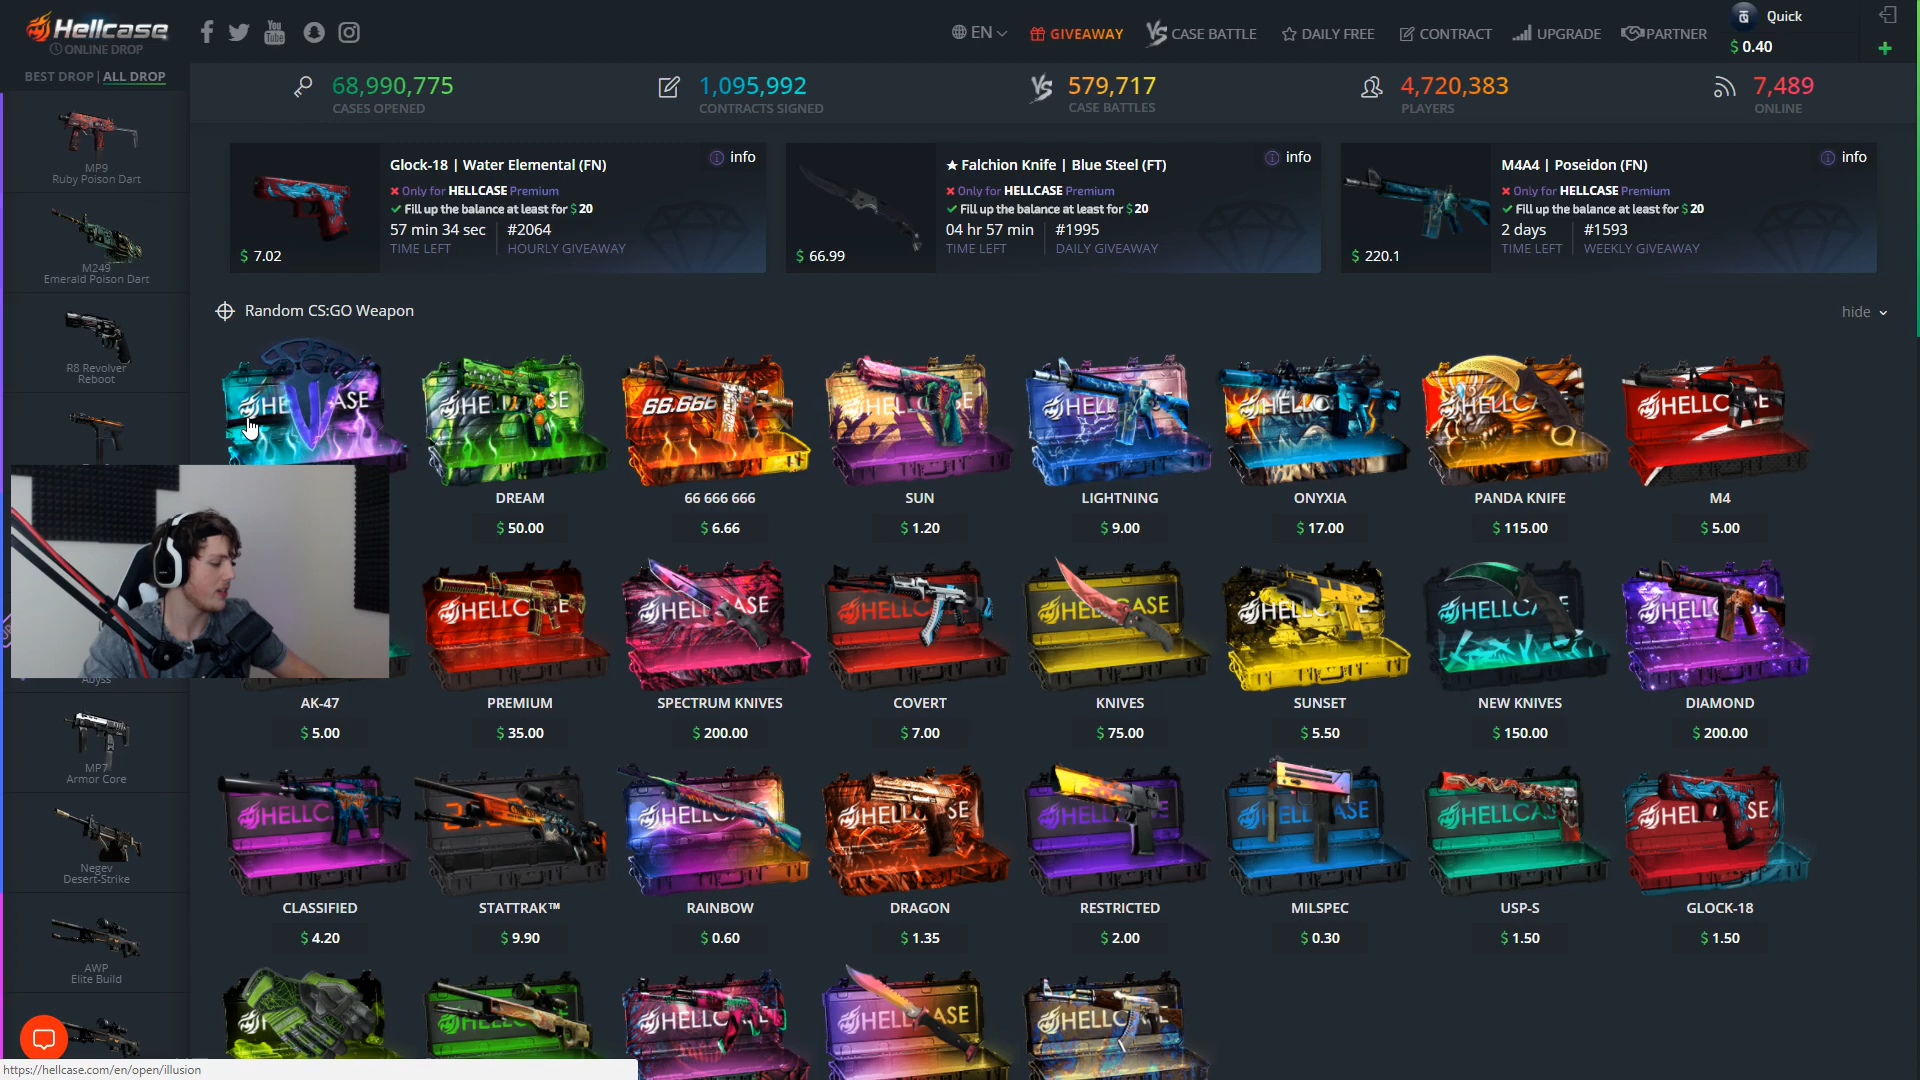 Hellcase
ONLINE DROP
You
Tube
EN
GIVEAWAY
VS CASE BATTLE
DAILY FREE
CONTRACT
UPGRADE
PARTNER
Quick
$ 0.40
BEST DROP | ALL DROP
68,990,775
CASES OPENED
1,095,992
CONTRACTS SIGNED
VS
579,717
CASE BATTLES
4,720,383
PLAYERS
7,489
ONLINE
MP9
Ruby Poison Dart
M249
Emerald Poison Dart
R8 Revolver
Reboot
Abyss
MP7
Armor Core
Negev
Desert-Strike
AWP
Elite Build
Glock-18 | Water Elemental (FN)
info
Only for HELLCASE Premium
Fill up the balance at least for $ 20
57 min 34 sec
#2064
TIME LEFT
HOURLY GIVEAWAY
$ 7.02
★ Falchion Knife | Blue Steel (FT)
info
Only for HELLCASE Premium
Fill up the balance at least for $ 20
04 hr 57 min
#1995
TIME LEFT
DAILY GIVEAWAY
$ 66.99
M4A4 | Poseidon (FN)
info
Only for HELLCASE Premium
Fill up the balance at least for $ 20
2 days
#1593
TIME LEFT
WEEKLY GIVEAWAY
$ 220.1
Random CS:GO Weapon
hide
DREAM
66 666 666
SUN
LIGHTNING
ONYXIA
PANDA KNIFE
M4
$ 50.00
$ 6.66
$ 1.20
$ 9.00
$ 17.00
$ 115.00
$ 5.00
AK-47
PREMIUM
SPECTRUM KNIVES
COVERT
KNIVES
SUNSET
NEW KNIVES
DIAMOND
$ 5.00
$ 35.00
$ 200.00
$ 7.00
$ 75.00
$ 5.50
$ 150.00
$ 200.00
CLASSIFIED
STATTRAK™
RAINBOW
DRAGON
RESTRICTED
MILSPEC
USP-S
GLOCK-18
$ 4.20
$ 9.90
$ 0.60
$ 1.35
$ 2.00
$ 0.30
$ 1.50
$ 1.50
https://hellcase.com/en/open/illusion